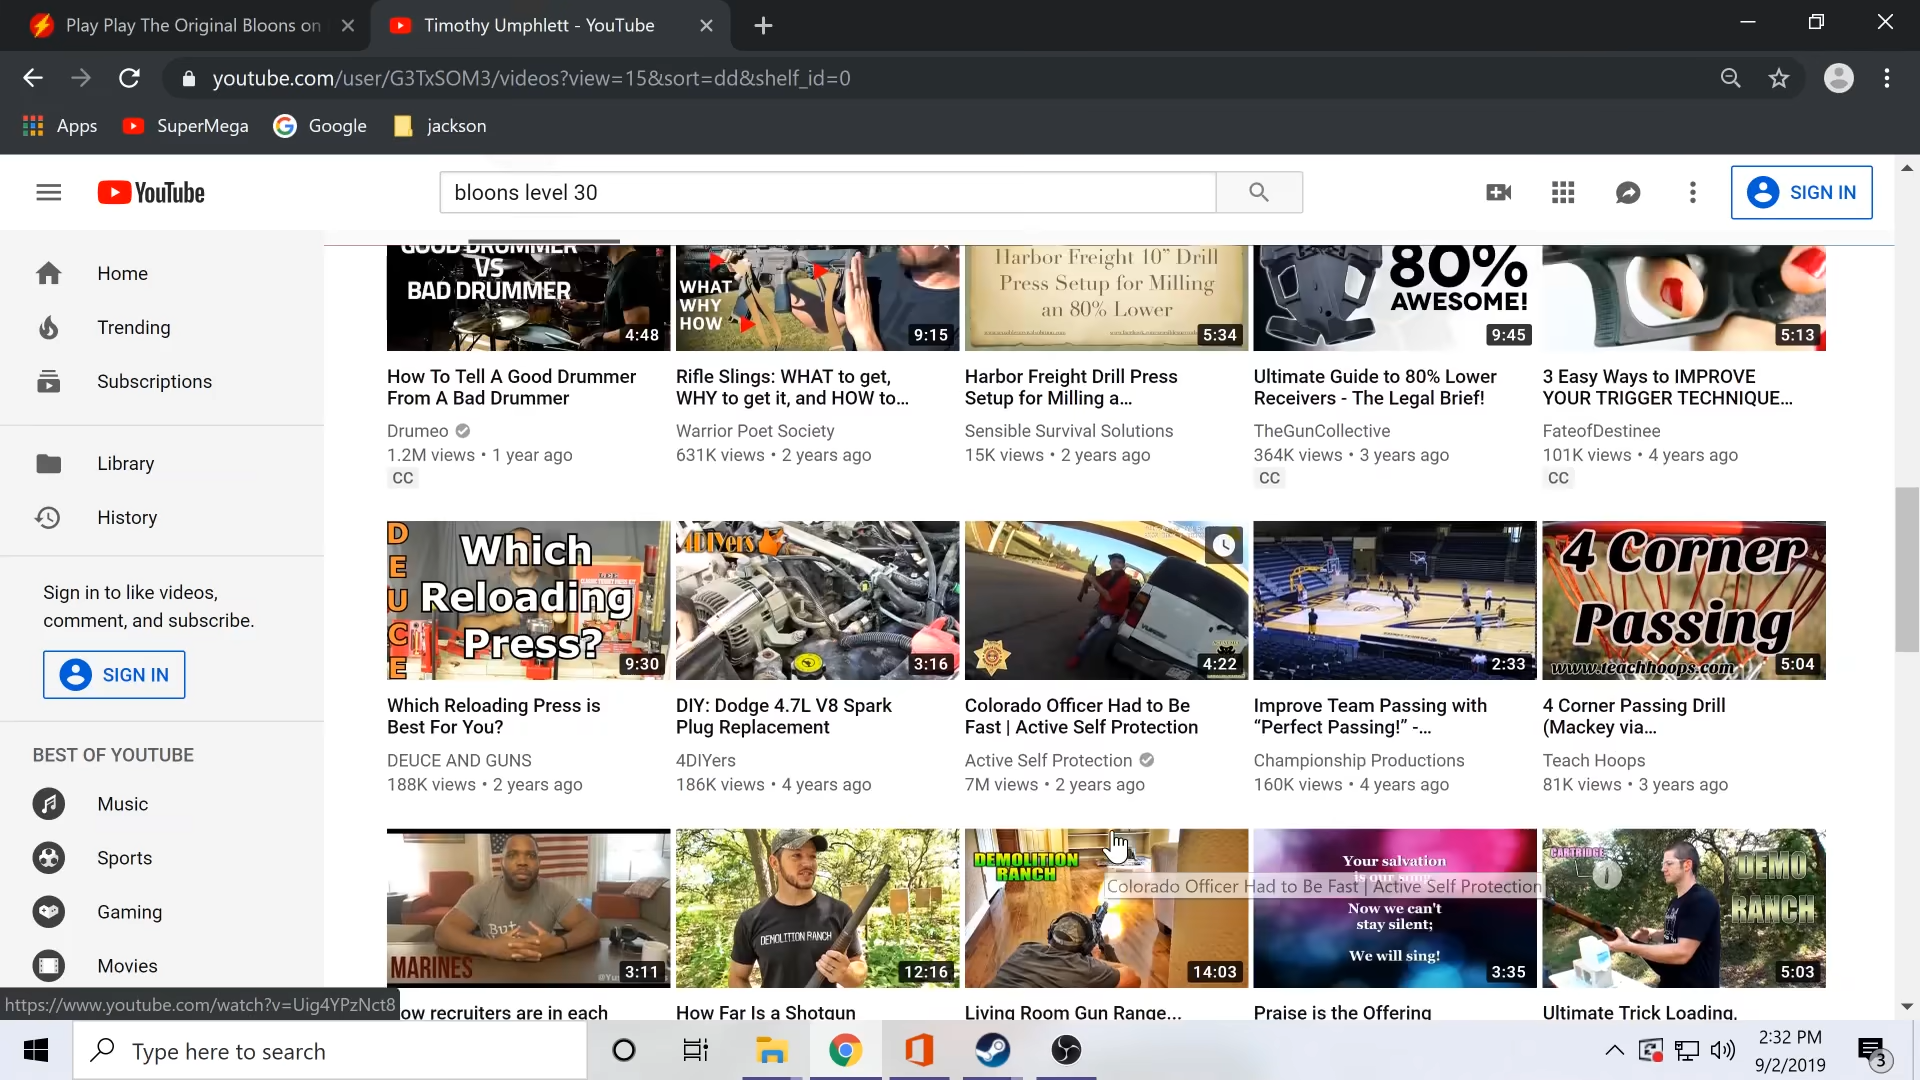 Play Play The Original Bloons on
Timothy Umphlett - YouTube
youtube.com/user/G3TxSOM3/videos?view=15&sort=dd&shelf_id=0
Apps
SuperMega
Google
jackson
YouTube
bloons level 30
SIGN IN
Home
Trending
Subscriptions
Library
History
Sign in to like videos,
comment, and subscribe.
SIGN IN
BEST OF YOUTUBE
Music
Sports
Gaming
Movies
GOOD DRUMMER
VS
BAD DRUMMER
4:48
How To Tell A Good Drummer
From A Bad Drummer
Drumeo
1.2M views • 1 year ago
CC
WHAT
WHY
HOW
9:15
Rifle Slings: WHAT to get,
WHY to get it, and HOW to...
Warrior Poet Society
631K views • 2 years ago
Harbor Freight 10" Drill
Press Setup for Milling
an 80% Lower
5:34
Harbor Freight Drill Press
Setup for Milling a...
Sensible Survival Solutions
15K views • 2 years ago
80%
AWESOME!
9:45
Ultimate Guide to 80% Lower
Receivers - The Legal Brief!
TheGunCollective
364K views • 3 years ago
CC
5:13
3 Easy Ways to IMPROVE
YOUR TRIGGER TECHNIQUE...
FateofDestinee
101K views • 4 years ago
CC
DEUCE
Which
Reloading
Press?
9:30
Which Reloading Press is
Best For You?
DEUCE AND GUNS
188K views • 2 years ago
4DIYers
3:16
DIY: Dodge 4.7L V8 Spark
Plug Replacement
4DIYers
186K views • 4 years ago
4:22
Colorado Officer Had to Be
Fast | Active Self Protection
Active Self Protection
7M views • 2 years ago
2:33
Improve Team Passing with
“Perfect Passing!” -...
Championship Productions
160K views • 4 years ago
4 Corner
Passing
www.teachhoops.com
5:04
4 Corner Passing Drill
(Mackey via...
Teach Hoops
81K views • 3 years ago
But
MARINES
3:11
ow recruiters are in each
DEMOLITION RANCH
12:16
How Far Is a Shotgun
DEMOLITION
RANCH
14:03
Living Room Gun Range...
Colorado Officer Had to Be Fast | Active Self Protection
Your salvation
is our song
Now we can't
stay silent;
We will sing!
3:35
Praise is the Offering
CARTRIDGE
DEMO
RANCH
5:03
Ultimate Trick Loading.
https://www.youtube.com/watch?v=Uig4YPzNct8
Type here to search
2:32 PM
9/2/2019
3